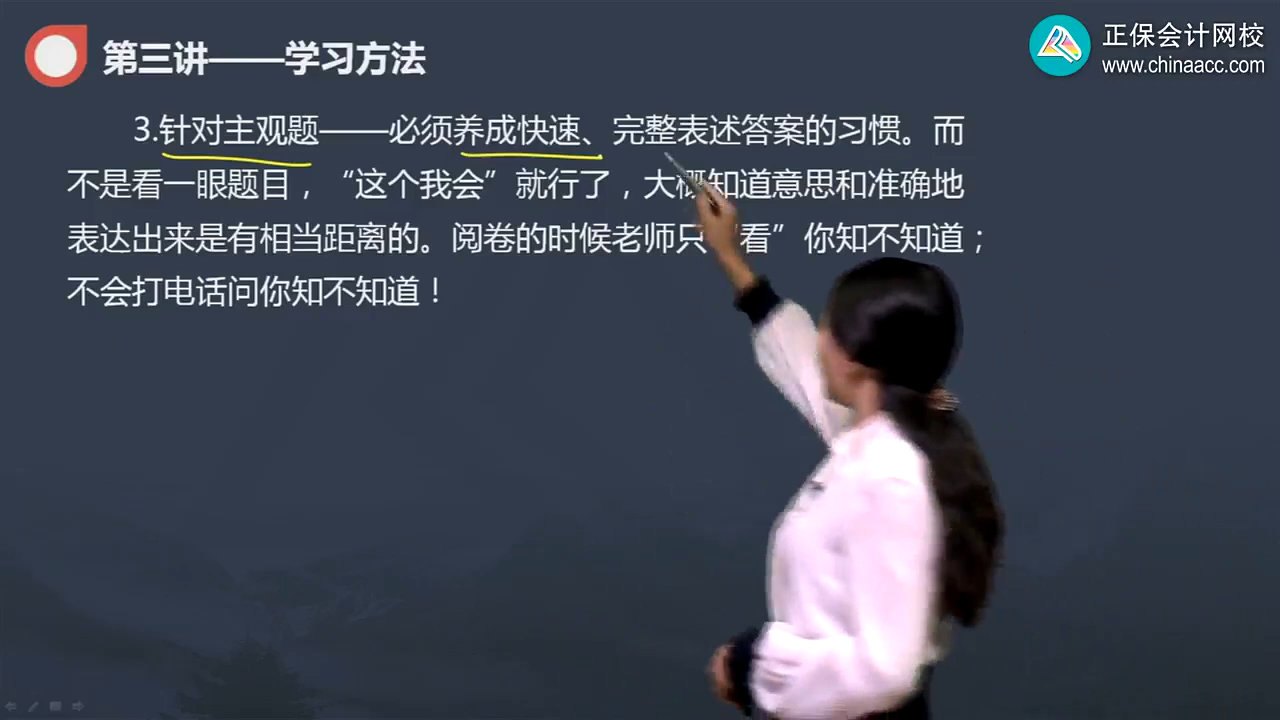 第三讲——学习方法
正保会计网校
www.chinaacc.com
3.针对主观题——必须养成快速、完整表述答案的习惯。而
不是看一眼题目，“这个我会”就行了，大概知道意思和准确地
表达出来是有相当距离的。阅卷的时候老师只“看”你知不知道；
不会打电话问你知不知道！